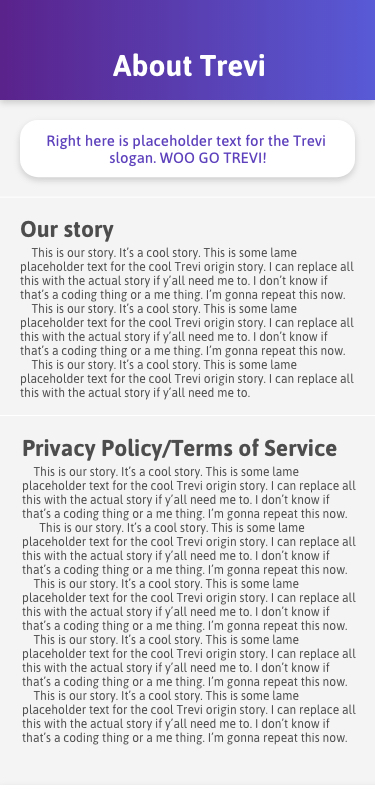 About Trevi
Right here is placeholder text for the Trevi
slogan. WOO GO TREVI!
Our story
This is our story. It's a cool story. This is some lame
placeholder text for the cool Trevi origin story. I can replace all
this with the actual story if y'all need me to. I don't know if
that's a coding thing or a me thing. I'm gonna repeat this now.
This is our story. It's a cool story. This is some lame
placeholder text for the cool Trevi origin story. I can replace all
this with the actual story if y'all need me to. I don't know if
that's a coding thing or a me thing. I'm gonna repeat this now.
This is our story. It's a cool story. This is some lame
placeholder text for the cool Trevi origin story. I can replace all
this with the actual story if y'all need me to.
Privacy Policy/Terms of Service
This is our story. It's a cool story. This is some lame
placeholder text for the cool Trevi origin story. I can replace all
this with the actual story if y'all need me to. I don't know if
that's a coding thing or a me thing. I'm gonna repeat this now.
This is our story. It's a cool story. This is some lame
placeholder text for the cool Trevi origin story. I can replace all
this with the actual story if y'all need me to. I don't know if
that's a coding thing or a me thing. I'm gonna repeat this now.
This is our story. It's a cool story. This is some lame
placeholder text for the cool Trevi origin story. I can replace all
this with the actual story if y'all need me to. I don't know if
that's a coding thing or a me thing. I'm gonna repeat this now.
This is our story. It's a cool story. This is some lame
placeholder text for the cool Trevi origin story. I can replace all
this with the actual story if y'all need me to. I don't know if
that's a coding thing or a me thing. I'm gonna repeat this now.
This is our story. It's a cool story. This is some lame
placeholder text for the cool Trevi origin story. I can replace all
this with the actual story if y'all need me to. I don't know if
that's a coding thing or a me thing. I'm gonna repeat this now.